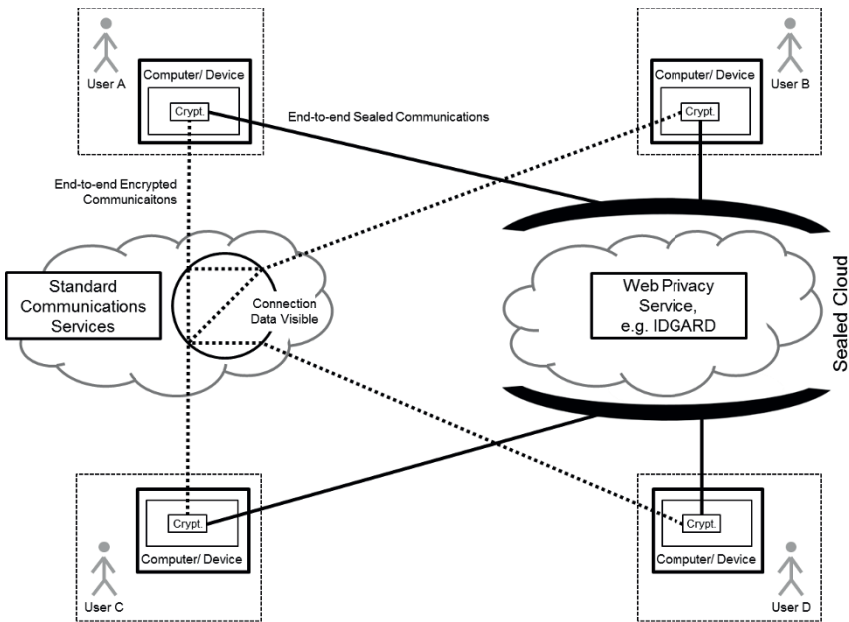 User A
Computer/ Device
Crypt.
User B
Computer/ Device
Crypt.
End-to-end Sealed Communications
End-to-end Encrypted
Communicaitons
Standard
Communications
Services
Connection
Data Visible
Web Privacy
Service,
e.g. IDGARD
Sealed Cloud
Crypt.
Computer/ Device
User C
Crypt.
Computer/ Device
User D